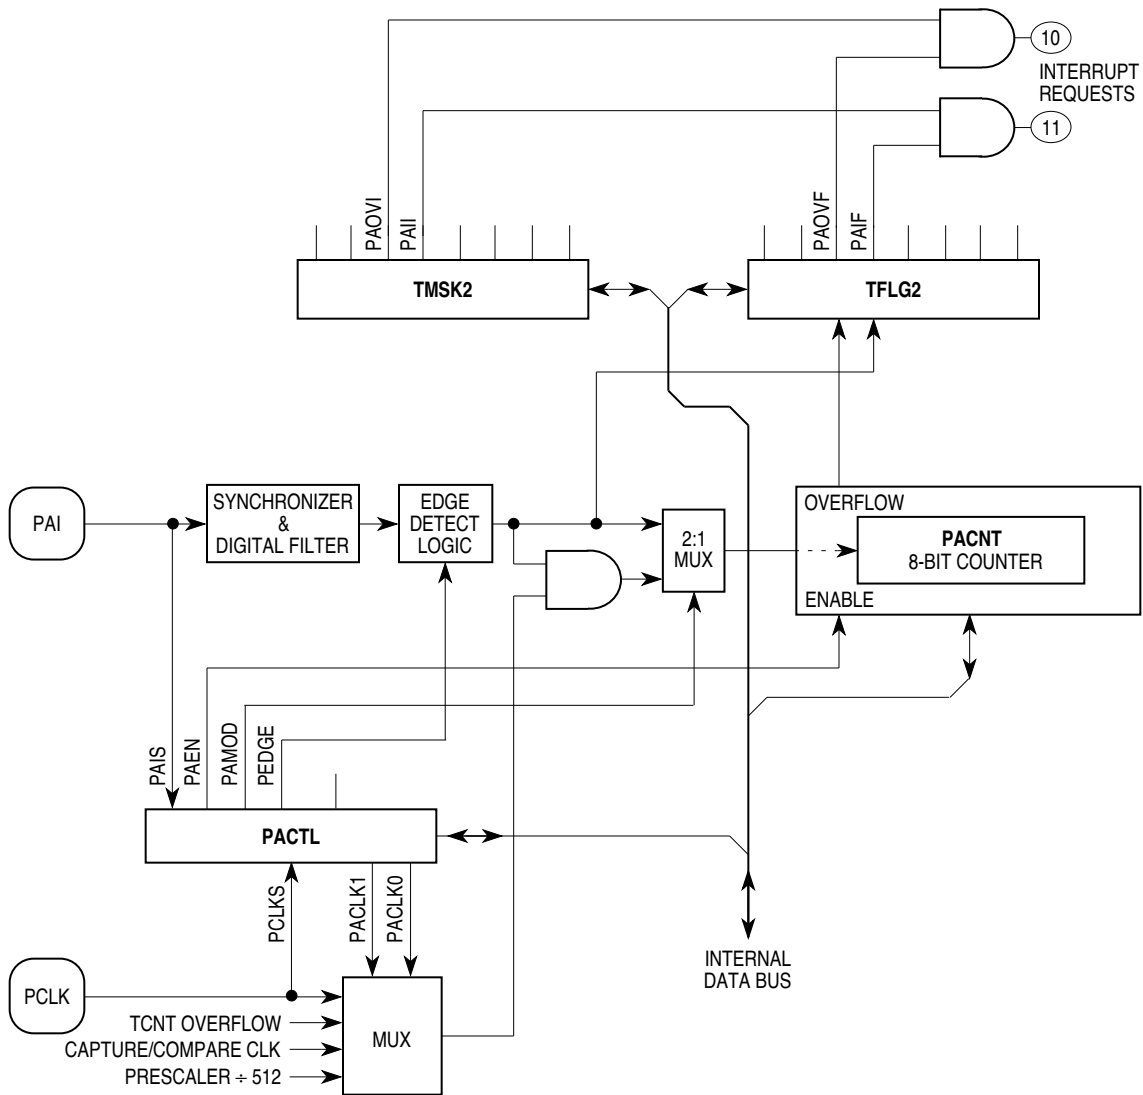 10
INTERRUPT
REQUESTS
11
PAOVI
PAII
PAOVF
PAIF
TMSK2
TFLG2
PAI
SYNCHRONIZER
&
DIGITAL FILTER
EDGE
DETECT
LOGIC
2:1
MUX
OVERFLOW
PACNT
8-BIT COUNTER
ENABLE
PAIS
PAEN
PAMOD
PEDGE
PACTL
PCLKS
PACLK1
PACLK0
INTERNAL
DATA BUS
PCLK
TCNT OVERFLOW
CAPTURE/COMPARE CLK
PRESCALER ÷ 512
MUX